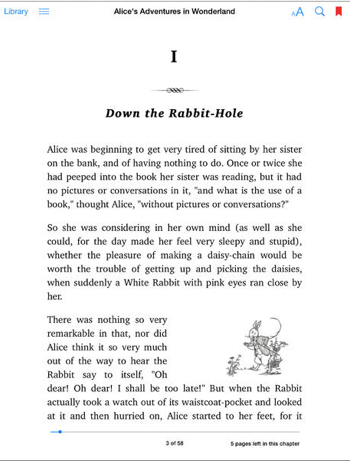 Library
Alice's Adventures in Wonderland
AA
I
Down the Rabbit-Hole
Alice was beginning to get very tired of sitting by her sister
on the bank, and of having nothing to do. Once or twice she
had peeped into the book her sister was reading, but it had
no pictures or conversations in it, "and what is the use of a
book," thought Alice, "without pictures or conversations?"
So she was considering in her own mind (as well as she
could, for the day made her feel very sleepy and stupid),
whether the pleasure of making a daisy-chain would be
worth the trouble of getting up and picking the daisies,
when suddenly a White Rabbit with pink eyes ran close by
her.
There was nothing so very
remarkable in that, nor did
Alice think it so very much
out of the way to hear the
Rabbit say to itself, "Oh
dear! Oh dear! I shall be too late!" But when the Rabbit
actually took a watch out of its waistcoat-pocket and looked
at it and then hurried on, Alice started to her feet, for it
3 of 58
5 pages left in this chapter